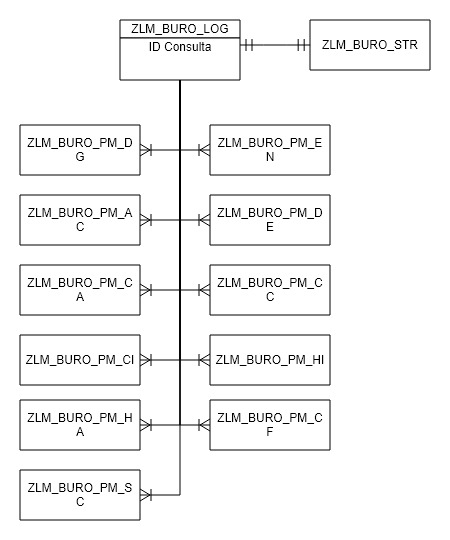 ZLM_BURO_LOG
ID Consulta
ZLM_BURO_STR
ZLM_BURO_PM_D
G
ZLM_BURO_PM_E
N
ZLM_BURO_PM_A
C
ZLM_BURO_PM_D
E
ZLM_BURO_PM_C
A
ZLM_BURO_PM_C
C
ZLM_BURO_PM_CI
ZLM_BURO_PM_HI
ZLM_BURO_PM_H
A
ZLM_BURO_PM_C
F
ZLM_BURO_PM_S
C